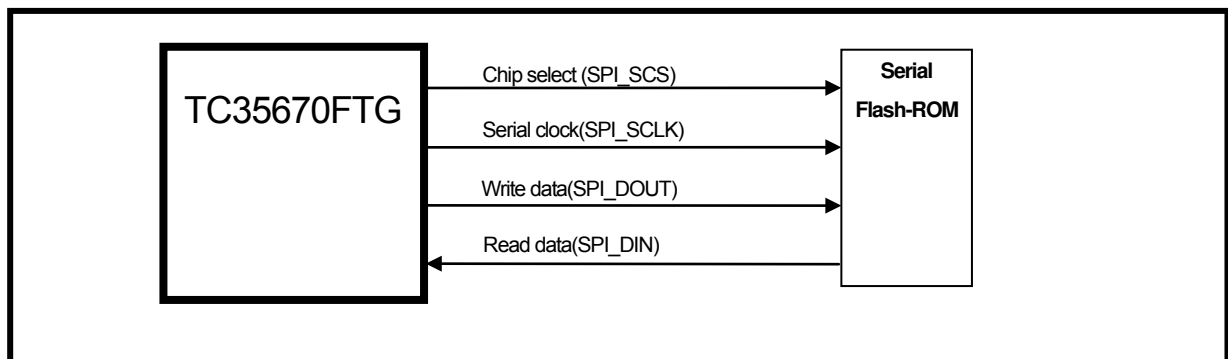 TC35670FTG
Chip select (SPI_SCS)
Serial clock(SPI_SCLK)
Write data(SPI_DOUT)
Read data(SPI_DIN)
Serial
Flash-ROM